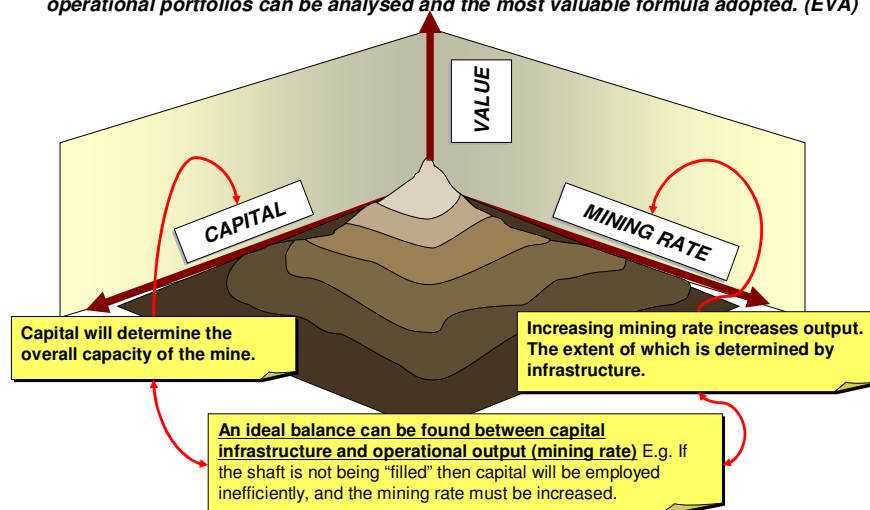 operational portfolios can be analysed and the most valuable formula adopted. (EVA)
VALUE
CAPITAL
MINING RATE
Capital will determine the
overall capacity of the mine.
Increasing mining rate increases output.
The extent of which is determined by
infrastructure.
An ideal balance can be found between capital
infrastructure and operational output (mining rate) E.g. If
the shaft is not being “filled” then capital will be employed
inefficiently, and the mining rate must be increased.